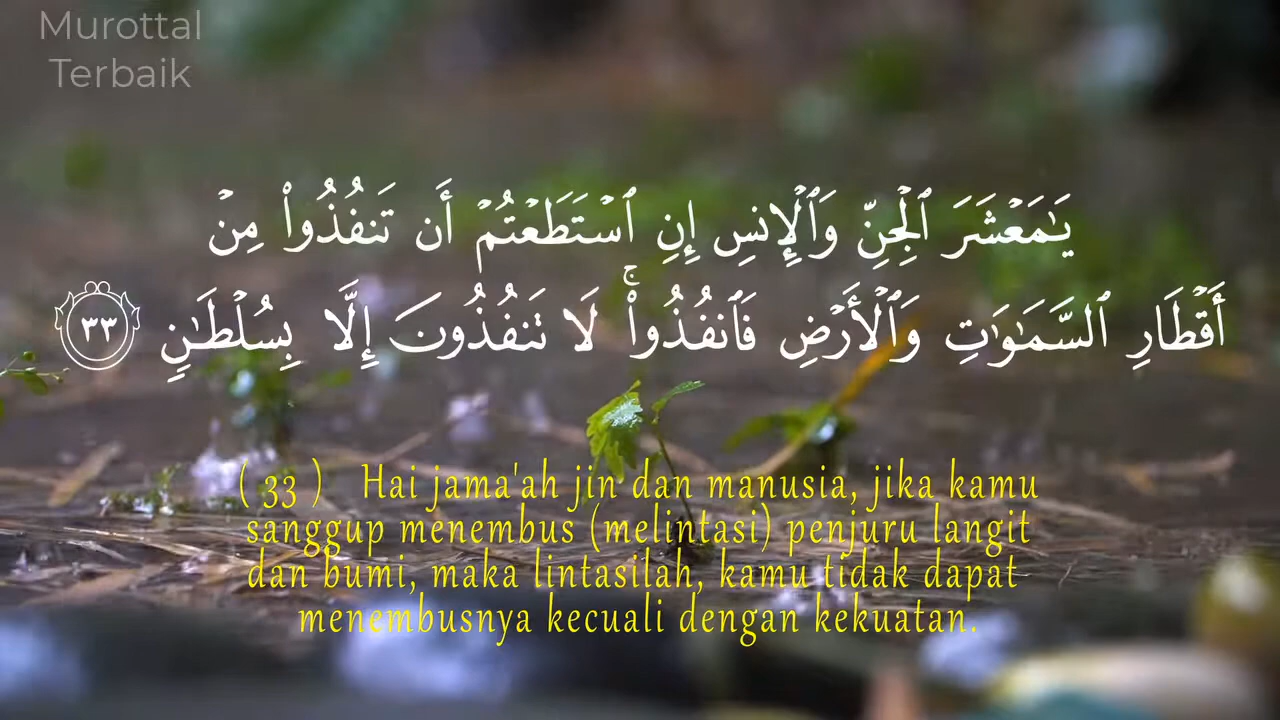 Murottal
Terbaik
يَٰمَعۡشَرَ ٱلۡجِنِّ وَٱلۡإِنسِ إِنِ ٱسۡتَطَعۡتُمۡ أَن تَنفُذُواْ مِنۡ
أَقۡطَارِ ٱلسَّمَٰوَٰتِ وَٱلۡأَرۡضِ فَٱنفُذُواْۚ لَا تَنفُذُونَ إِلَّا بِسُلۡطَٰنٖ ٣٣
( 33 ) Hai jama'ah jin dan manusia, jika kamu
sanggup menembus (melintasi) penjuru langit
dan bumi, maka lintasilah, kamu tidak dapat
menembusnya kecuali dengan kekuatan.